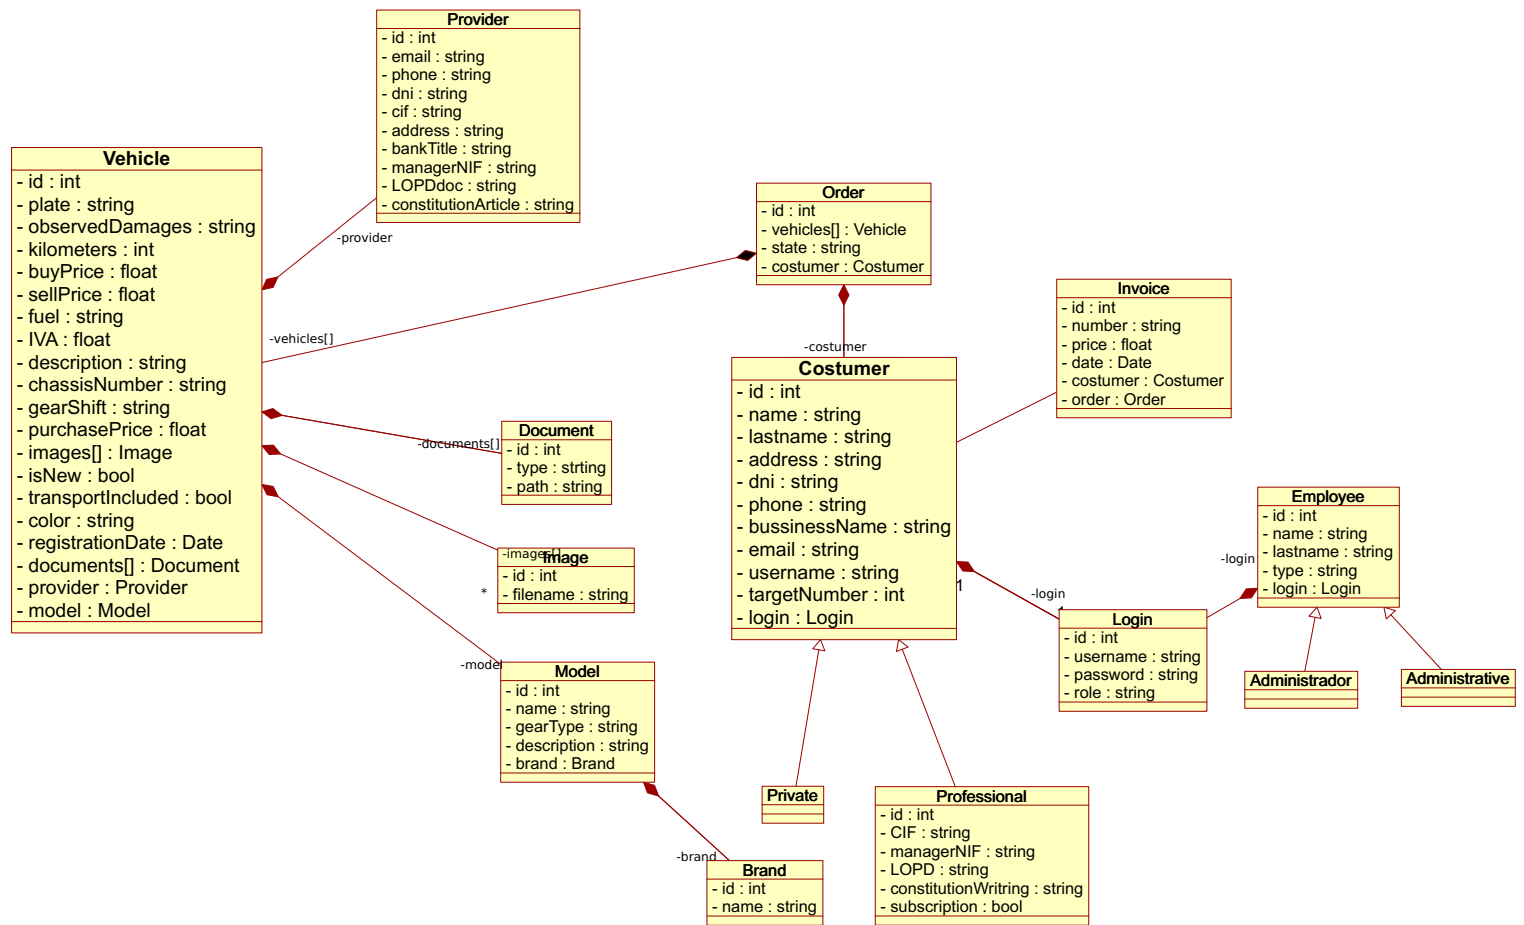 Provider
- id : int
- email : string
- phone : string
- dni : string
- cif : string
- address : string
- bankTitle : string
- managerNIF : string
- LOPDdoc : string
- constitutionArticle : string
Vehicle
- id : int
- plate : string
- observedDamages : string
- kilometers : int
- buyPrice : float
- sellPrice : float
- fuel : string
- IVA : float
- description : string
- chassisNumber : string
- gearShift : string
- purchasePrice : float
- images[] : Image
- isNew : bool
- transportIncluded : bool
- color : string
- registrationDate : Date
- documents[] : Document
- provider : Provider
- model : Model
-provider
Order
- id : int
- vehicles[] : Vehicle
- state : string
- costumer : Costumer
-vehicles[]
-costumer
Invoice
- id : int
- number : string
- price : float
- date : Date
- costumer : Costumer
- order : Order
Costumer
- id : int
- name : string
- lastname : string
- address : string
- dni : string
- phone : string
- bussinessName : string
- email : string
- username : string
- targetNumber : int
- login : Login
-documents[]
Document
- id : int
- type : strting
- path : string
-images[]
*
Image
- id : int
- filename : string
-model
Model
- id : int
- name : string
- gearType : string
- description : string
- brand : Brand
-brand
Brand
- id : int
- name : string
1
-login
Login
- id : int
- username : string
- password : string
- role : string
-login
Employee
- id : int
- name : string
- lastname : string
- type : string
- login : Login
Administrador
Administrative
Private
Professional
- id : int
- CIF : string
- managerNIF : string
- LOPD : string
- constitutionWritring : string
- subscription : bool